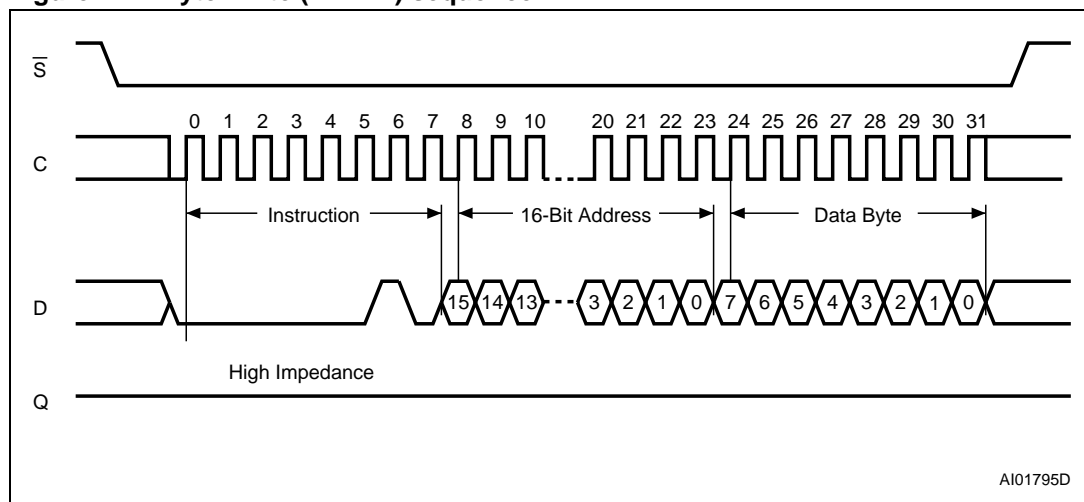 S
0 1 2 3 4 5 6 7 8 9 10 20 21 22 23 24 25 26 27 28 29 30 31
C
Instruction 16-Bit Address Data Byte
D 15 14 13 3 2 1 0 7 6 5 4 3 2 1 0
High Impedance
Q
AI01795D